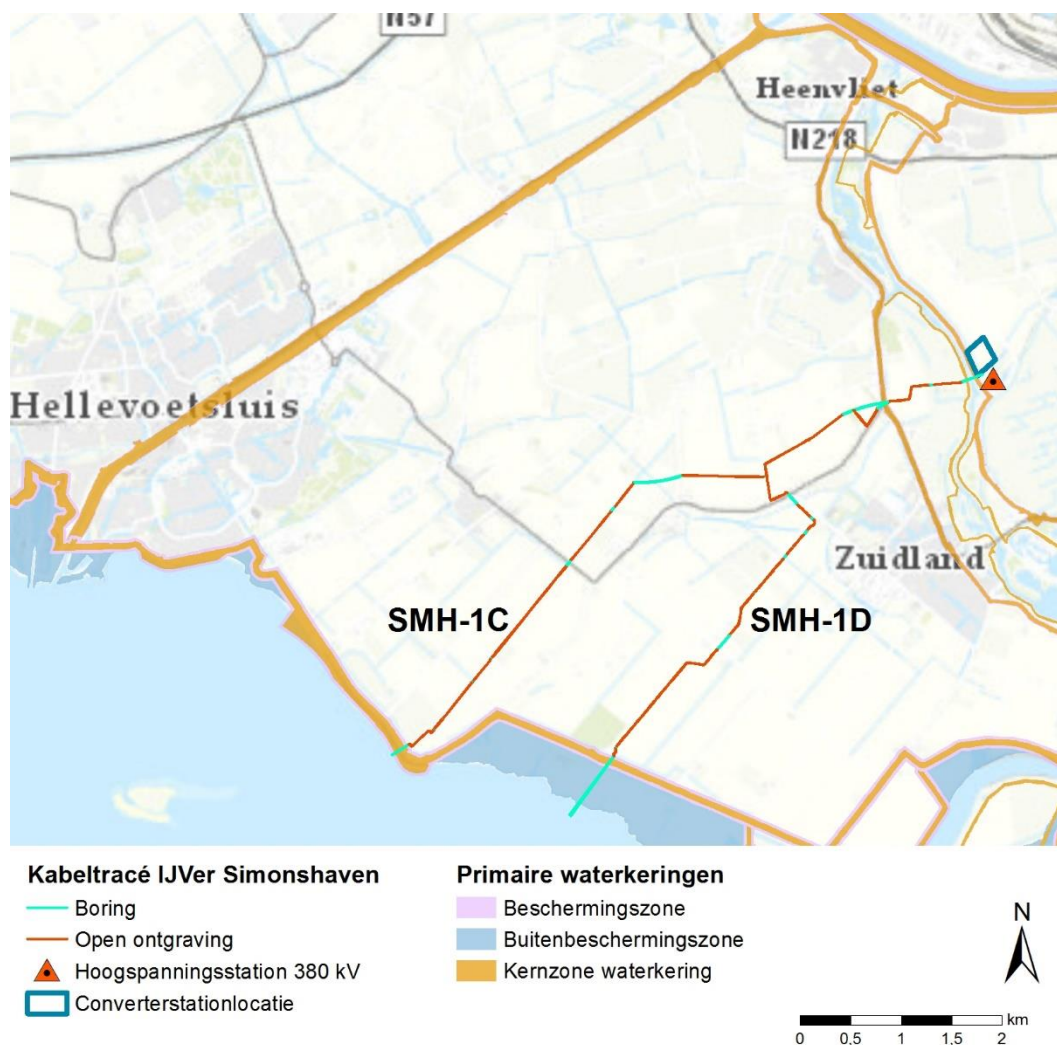 N57
Heenvliet
N218
Hellevoetsluis
Zuidland
SMH-1C
SMH-1D
Kabeltracé IJVer Simonshaven
Boring
Open ontgraving
Hoogspanningsstation 380 kV
Converterstationlocatie
Primaire waterkeringen
Beschermingszone
Buitenbeschermingszone
Kernzone waterkering
N
km
0 0,5 1 1,5 2